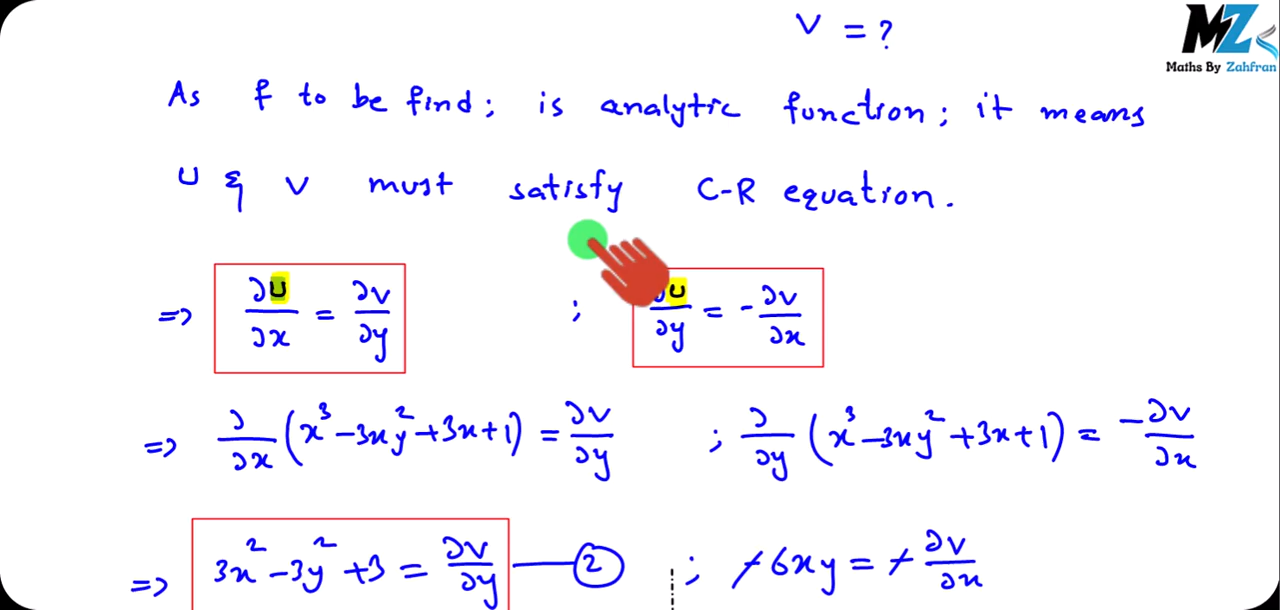 V = ?
MZ
Maths By Zahfran
As f to be find; is analytic function; it means
U & V must satisfy C-R equation.
=> ∂U/∂x = ∂V/∂y ; ∂U/∂y = -∂V/∂x
=> ∂/∂x (x³ - 3xy² + 3x + 1) = ∂V/∂y ; ∂/∂y (x³ - 3xy² + 3x + 1) = -∂V/∂x
=> 3x² - 3y² + 3 = ∂V/∂y — ② ; -6xy = -∂V/∂x